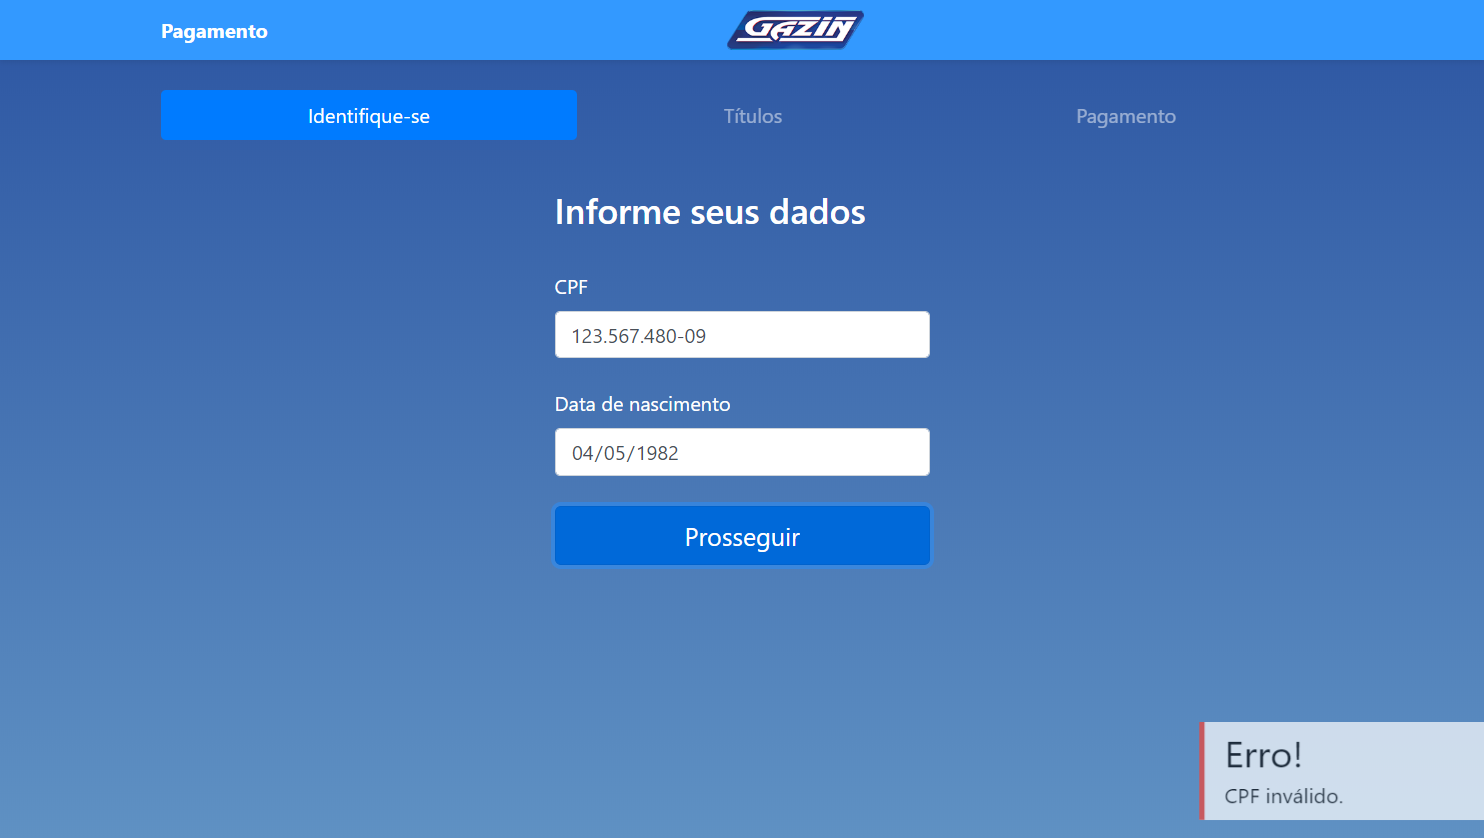 Pagamento
GAZIN
Identifique-se
Títulos
Pagamento
Informe seus dados
CPF
123.567.480-09
Data de nascimento
04/05/1982
Prosseguir
Erro!
CPF inválido.